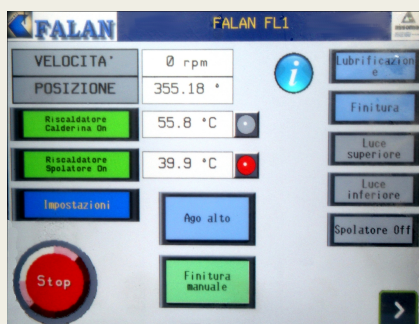 FALAN
FALAN FL1
VELOCITA'
0 rpm
POSIZIONE
355.18 °
Riscaldatore
Calderina On
55.8 °C
Riscaldatore
Spolatore On
39.9 °C
Impostazioni
Ago alto
Stop
Finitura
manuale
i
Lubrificazion
e
Finitura
Luce
superiore
Luce
inferiore
Spolatore Off
>